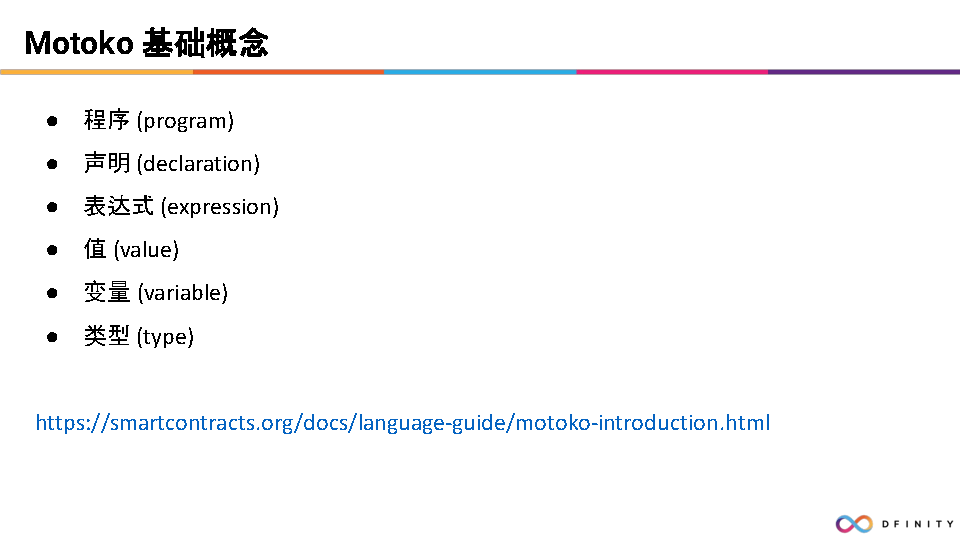 Motoko 基础概念
● 程序 (program)
● 声明 (declaration)
● 表达式 (expression)
● 值 (value)
● 变量 (variable)
● 类型 (type)
https://smartcontracts.org/docs/language-guide/motoko-introduction.html
DFINITY